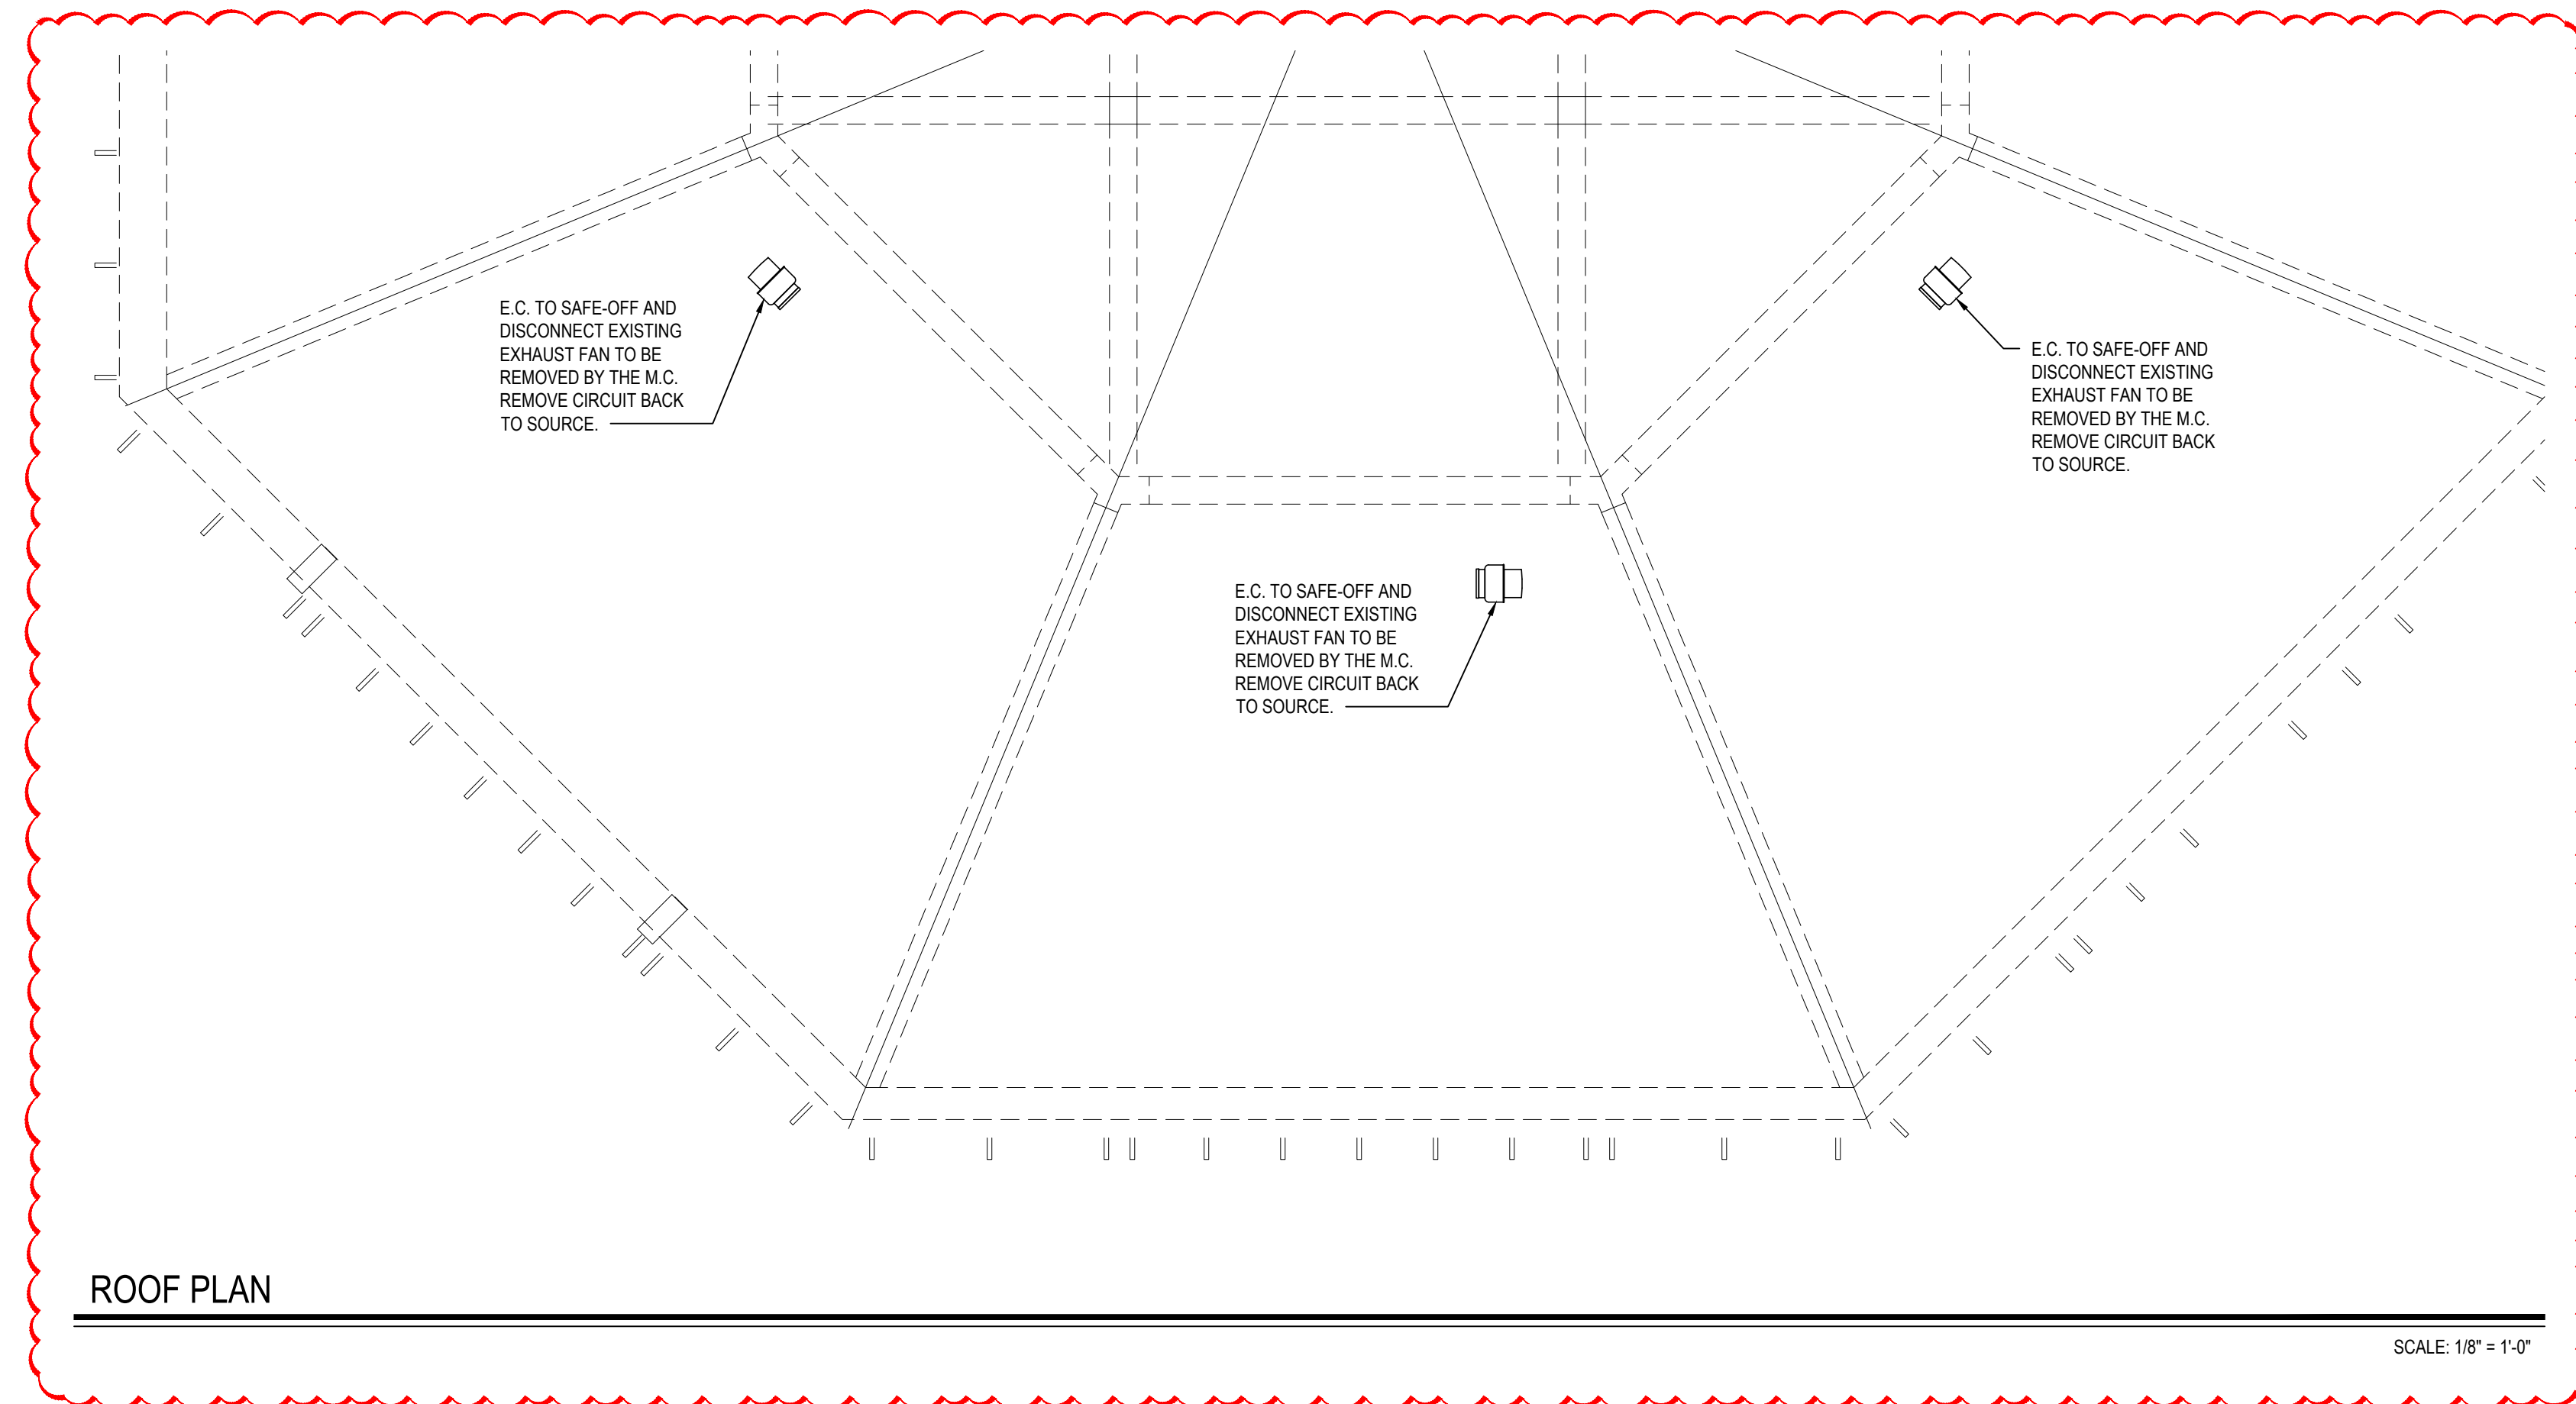 E.C. TO SAFE-OFF AND
DISCONNECT EXISTING
EXHAUST FAN TO BE
REMOVED BY THE M.C.
REMOVE CIRCUIT BACK
TO SOURCE.
E.C. TO SAFE-OFF AND
DISCONNECT EXISTING
EXHAUST FAN TO BE
REMOVED BY THE M.C.
REMOVE CIRCUIT BACK
TO SOURCE.
E.C. TO SAFE-OFF AND
DISCONNECT EXISTING
EXHAUST FAN TO BE
REMOVED BY THE M.C.
REMOVE CIRCUIT BACK
TO SOURCE.
ROOF PLAN
SCALE: 1/8" = 1'-0"